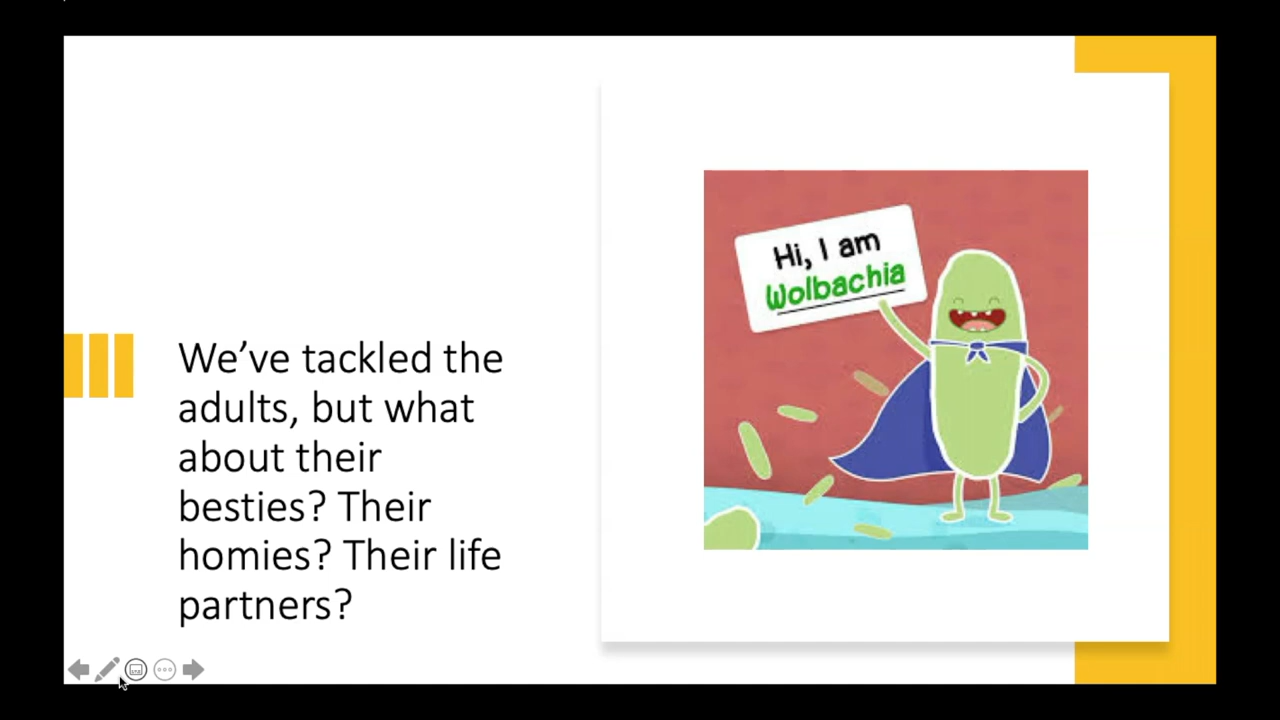 We’ve tackled the
adults, but what
about their
besties? Their
homies? Their life
partners?
Hi, I am
Wolbachia